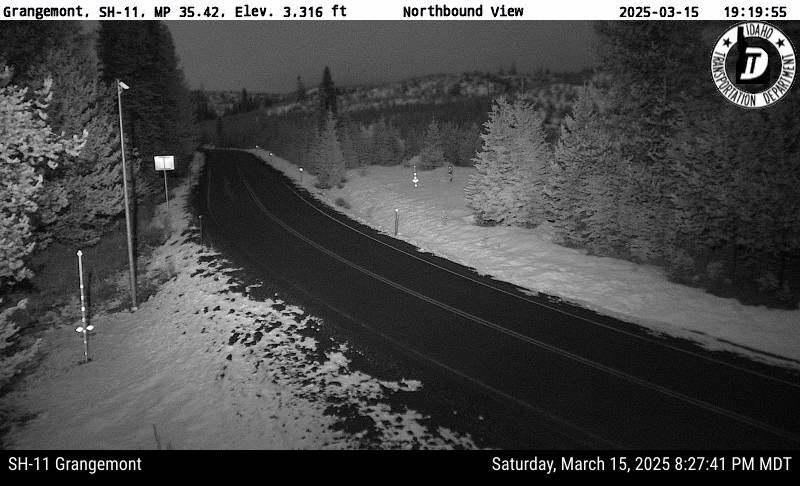 Grangemont, SH-11, MP 35.42, Elev. 3,316 ft Northbound View 2025-03-15 19:19:55
IDAHO
TRANSPORTATION DEPARTMENT
SH-11 Grangemont Saturday, March 15, 2025 8:27:41 PM MDT